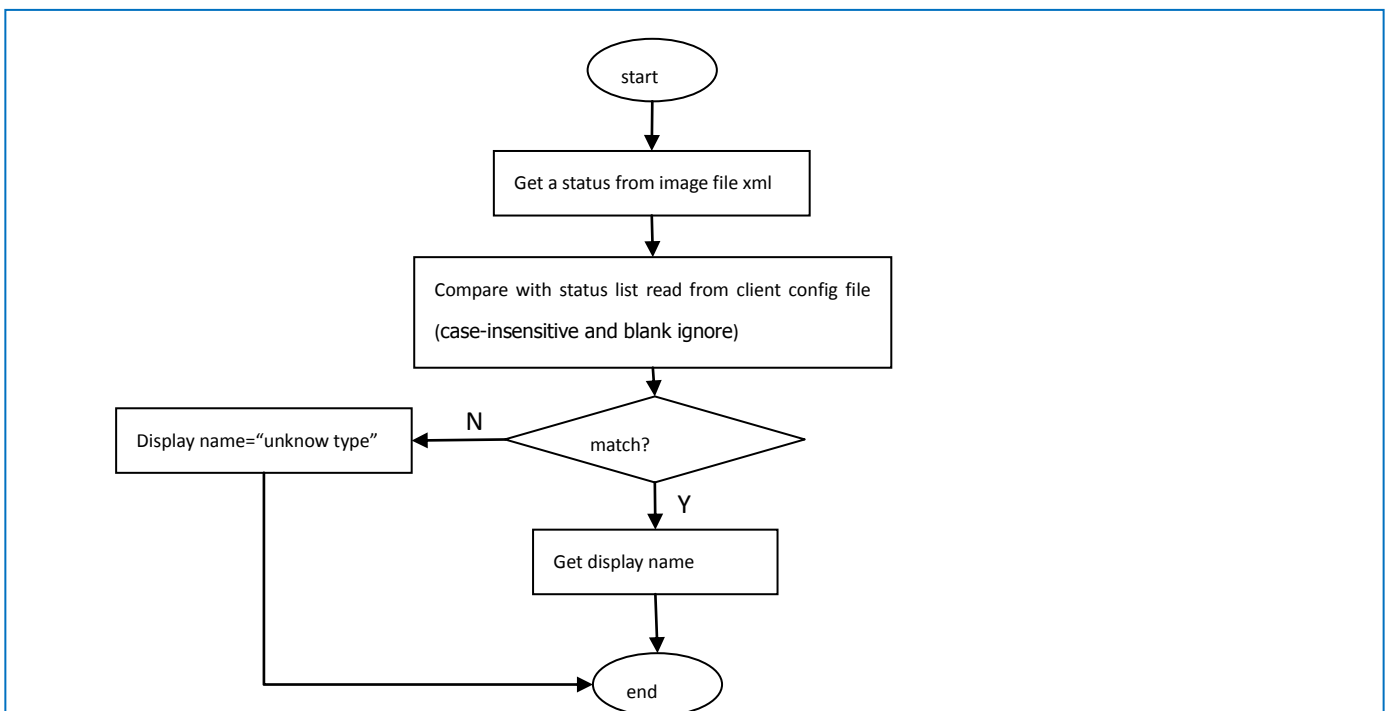 start
Get a status from image file xml
Compare with status list read from client config file
(case-insensitive and blank ignore)
N
Display name=“unknow type”
match?
Y
Get display name
end